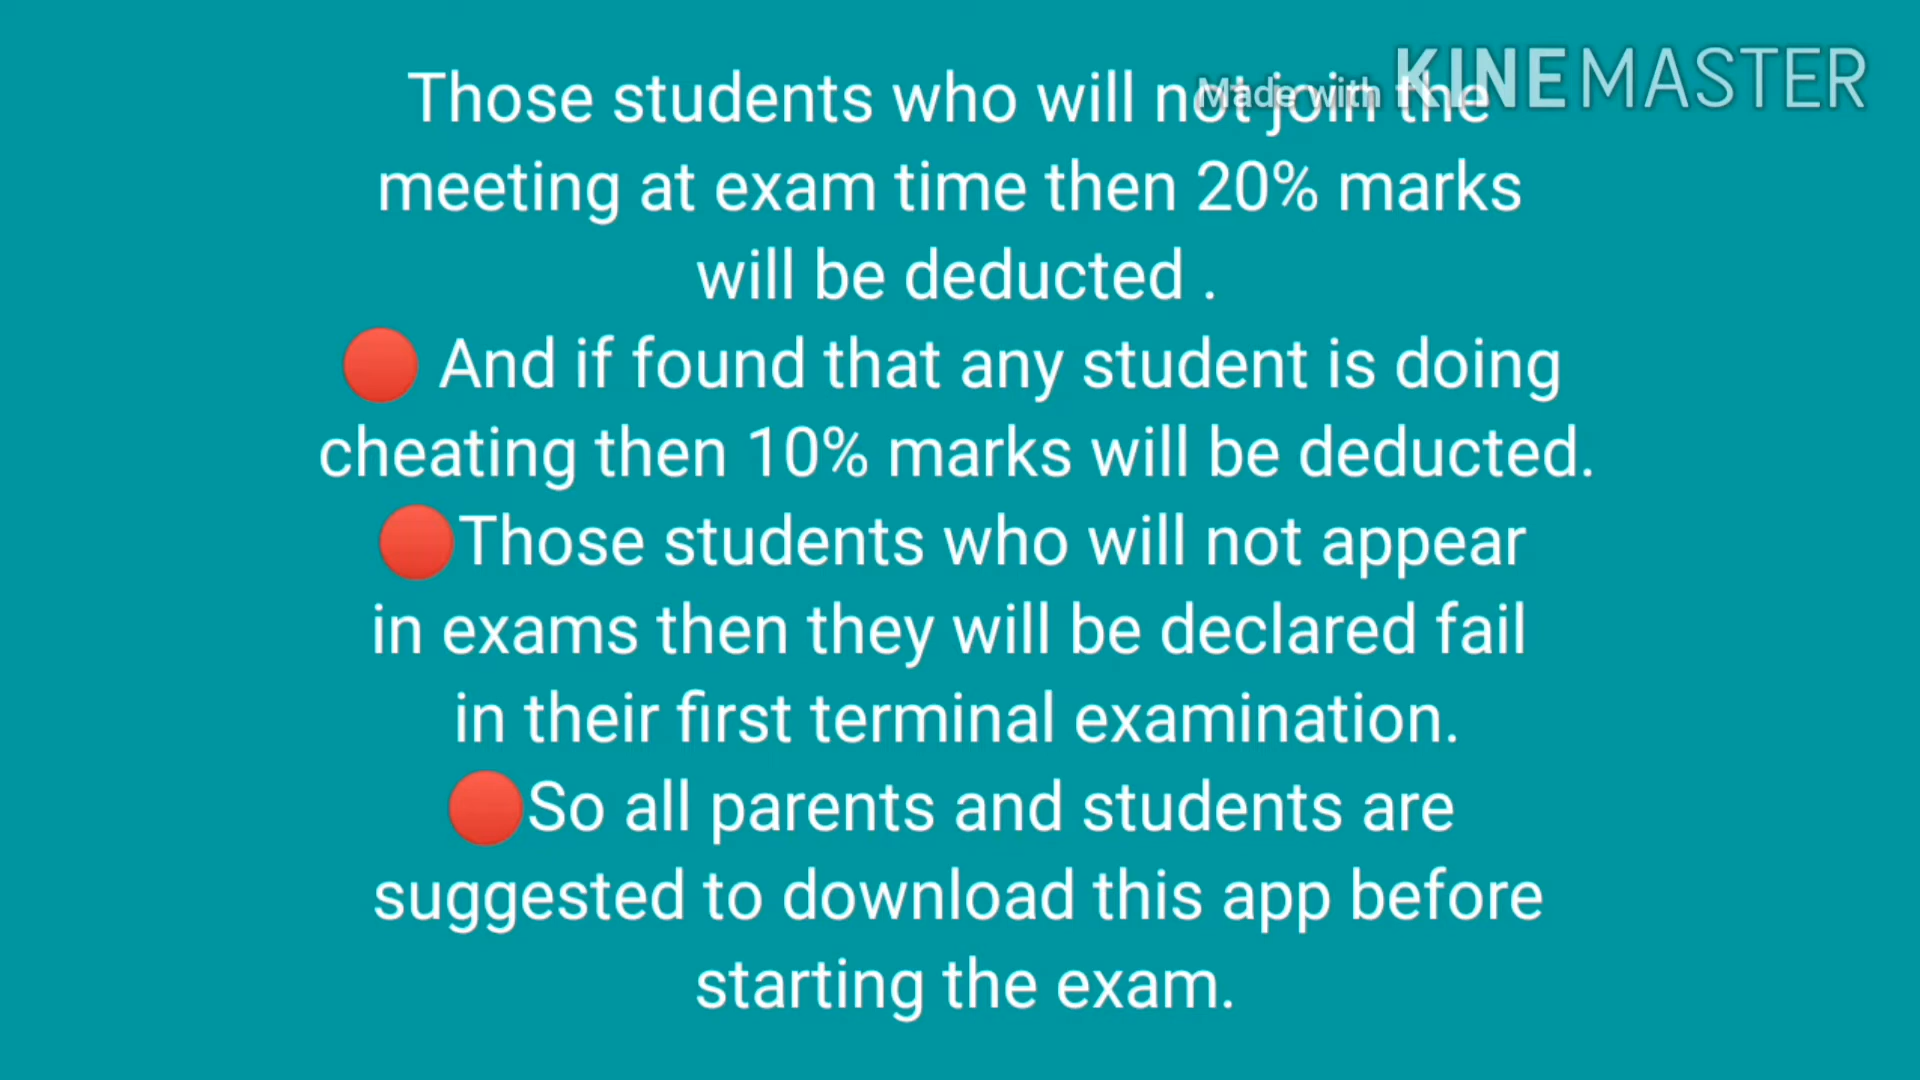 Made with KINEMASTER
Those students who will not join the
meeting at exam time then 20% marks
will be deducted .
🔴 And if found that any student is doing
cheating then 10% marks will be deducted.
🔴Those students who will not appear
in exams then they will be declared fail
in their first terminal examination.
🔴So all parents and students are
suggested to download this app before
starting the exam.